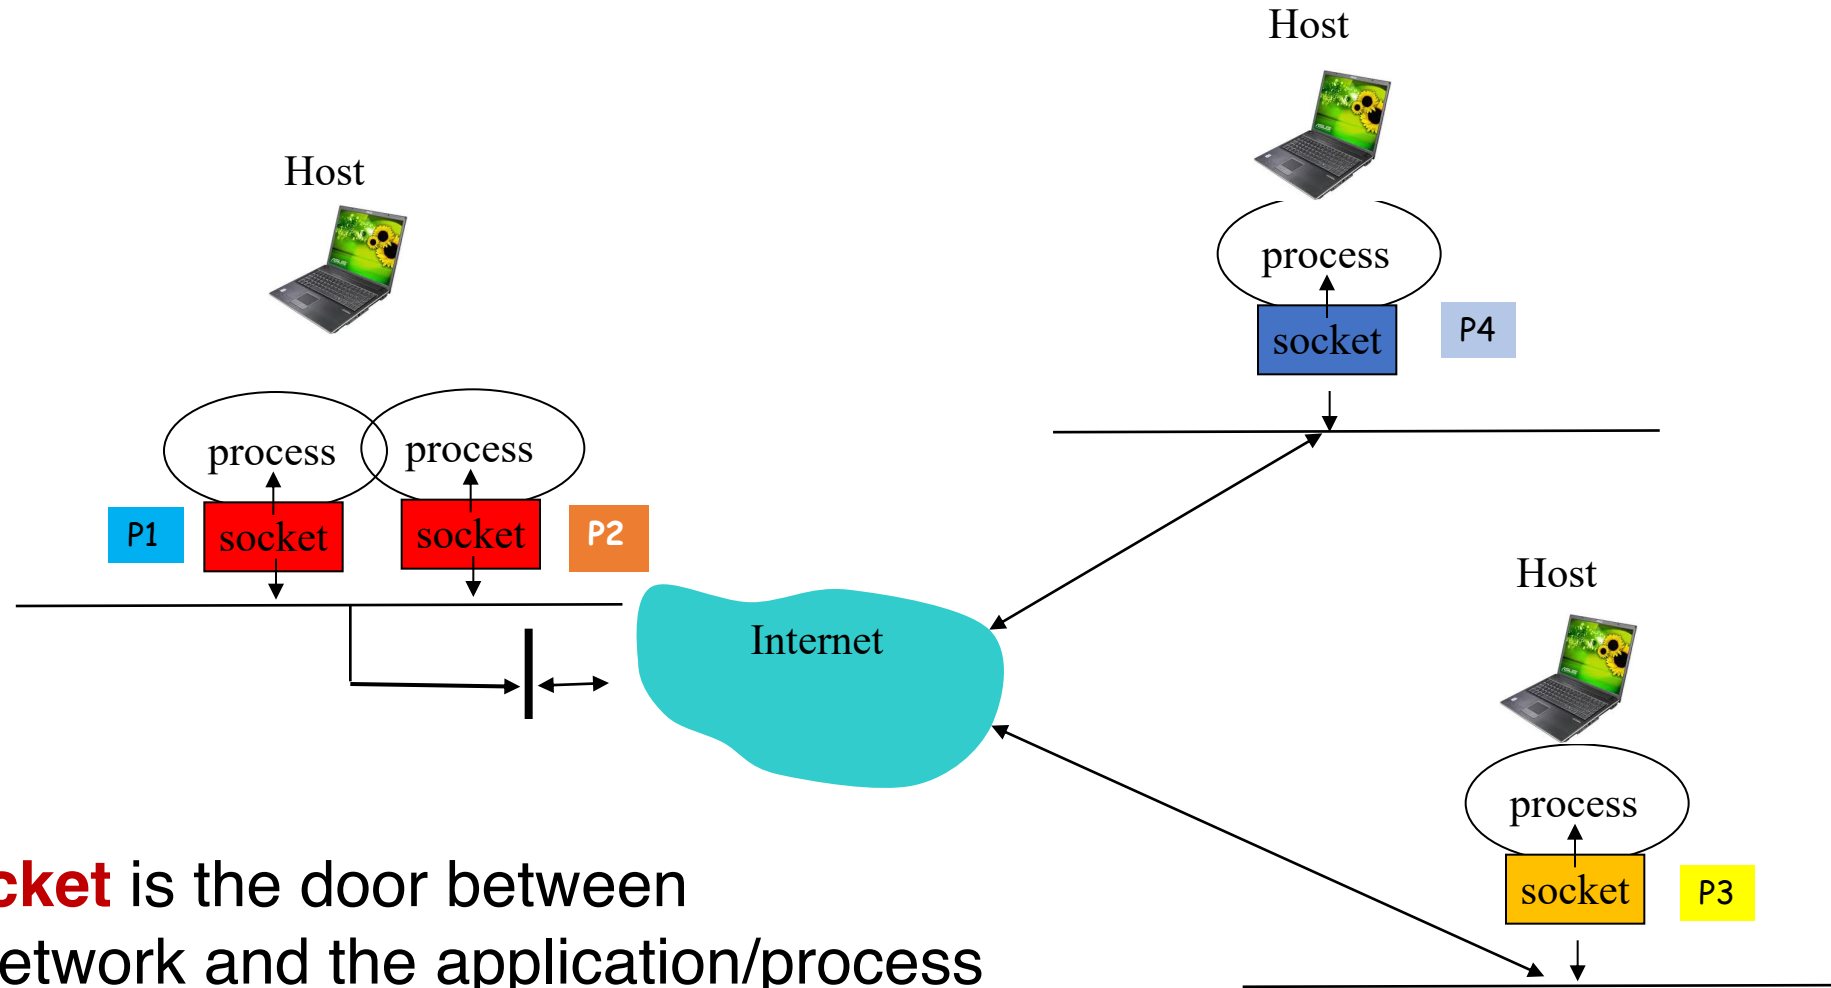 Host
Host
process
socket
P4
process
process
P1
socket
socket
P2
Host
Internet
process
socket
P3
cket is the door between
etwork and the application/process